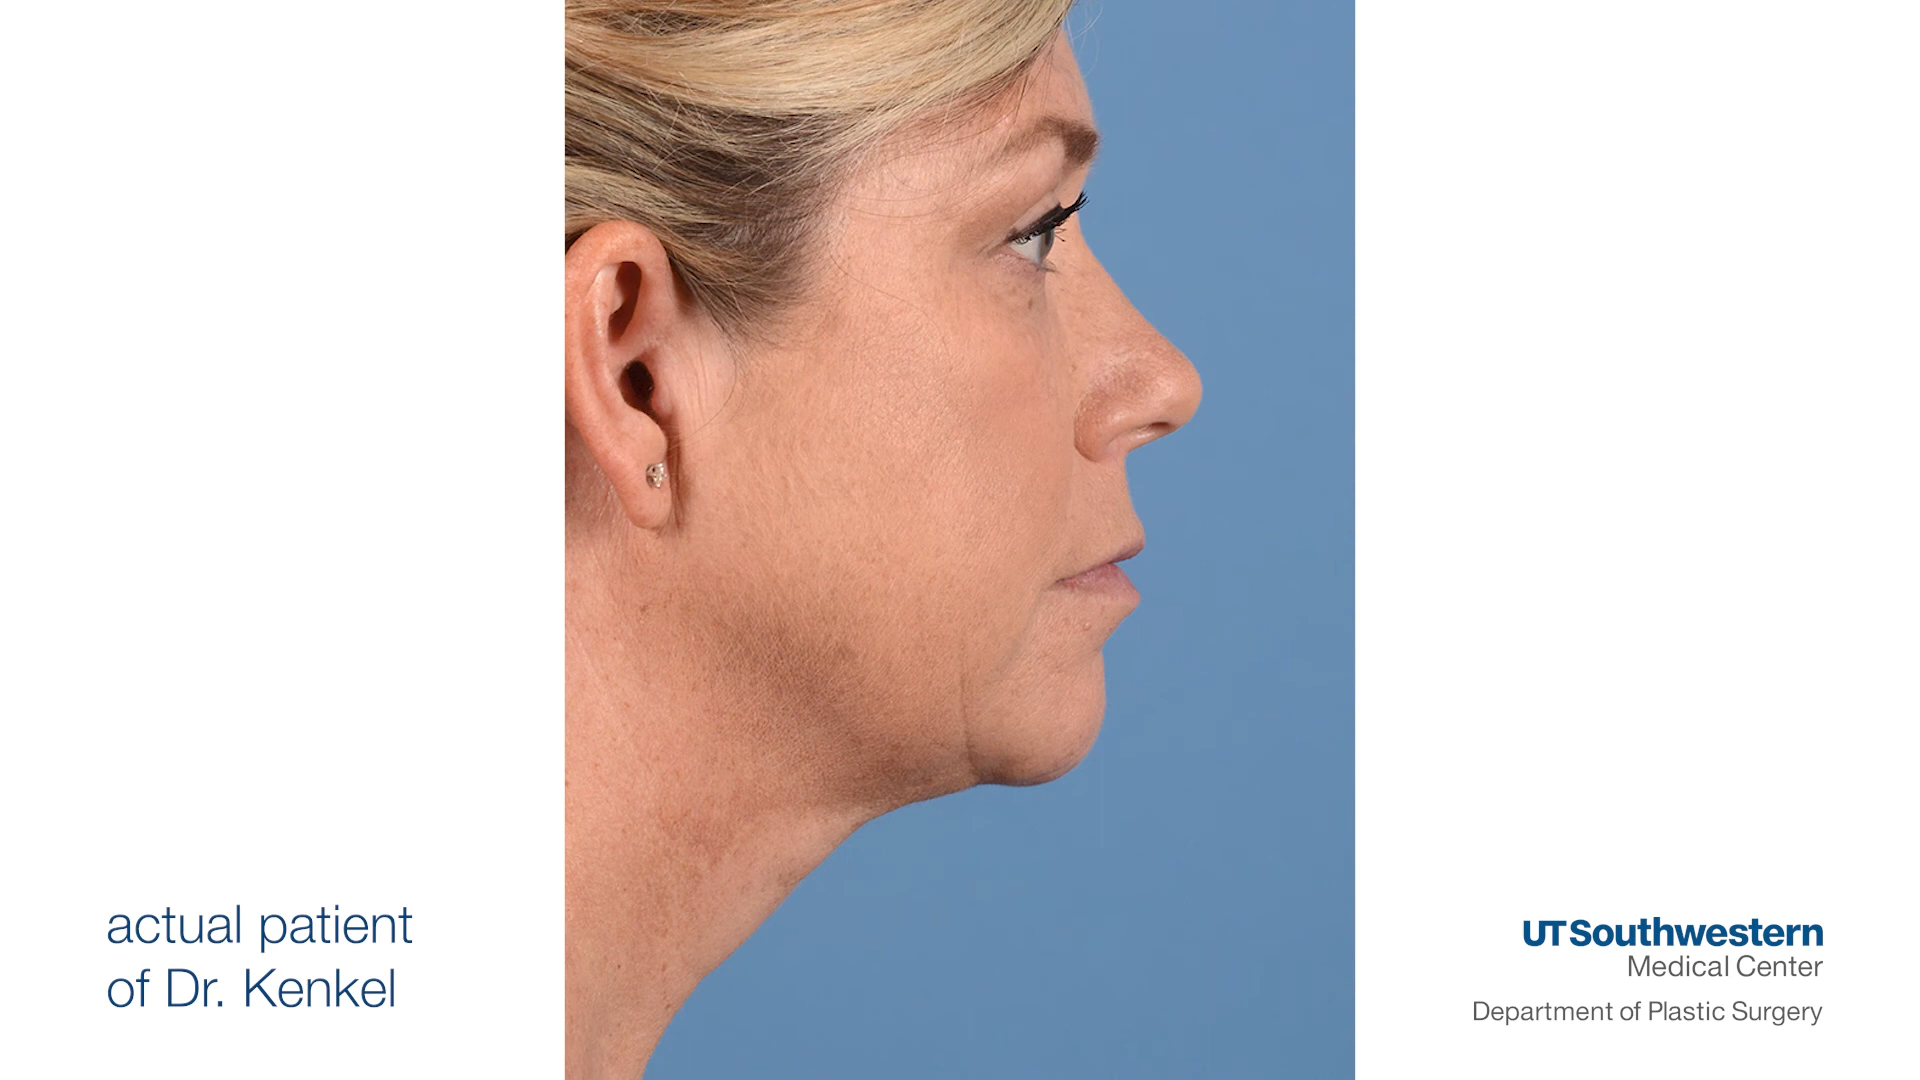 actual patient
of Dr. Kenkel
UTSouthwestern
Medical Center
Department of Plastic Surgery